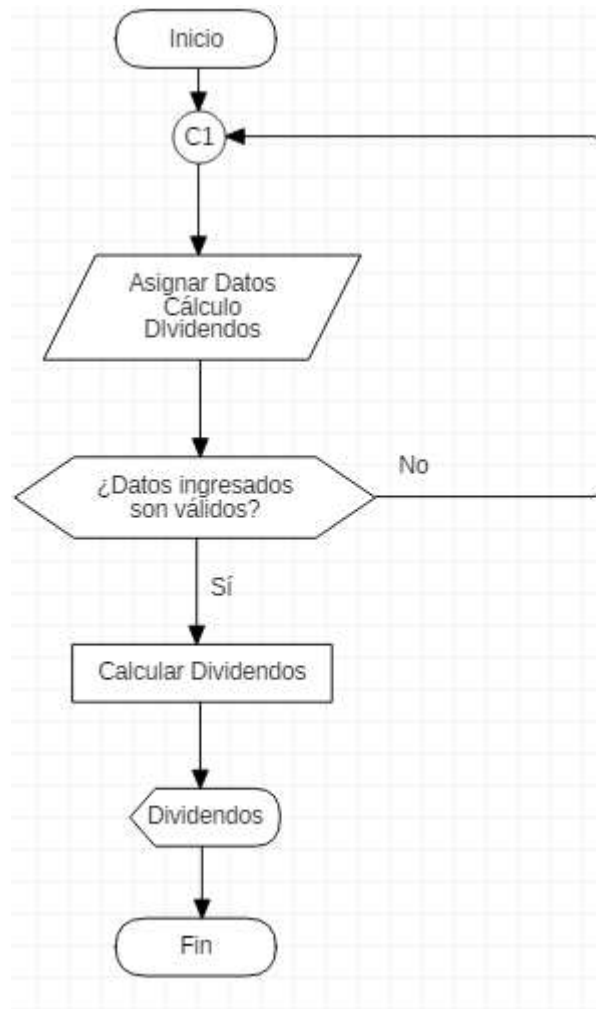 Inicio
C1
Asignar Datos
Cálculo
DIvidendos
¿Datos ingresados
son válidos?
No
Sí
Calcular Dividendos
Dividendos
Fin